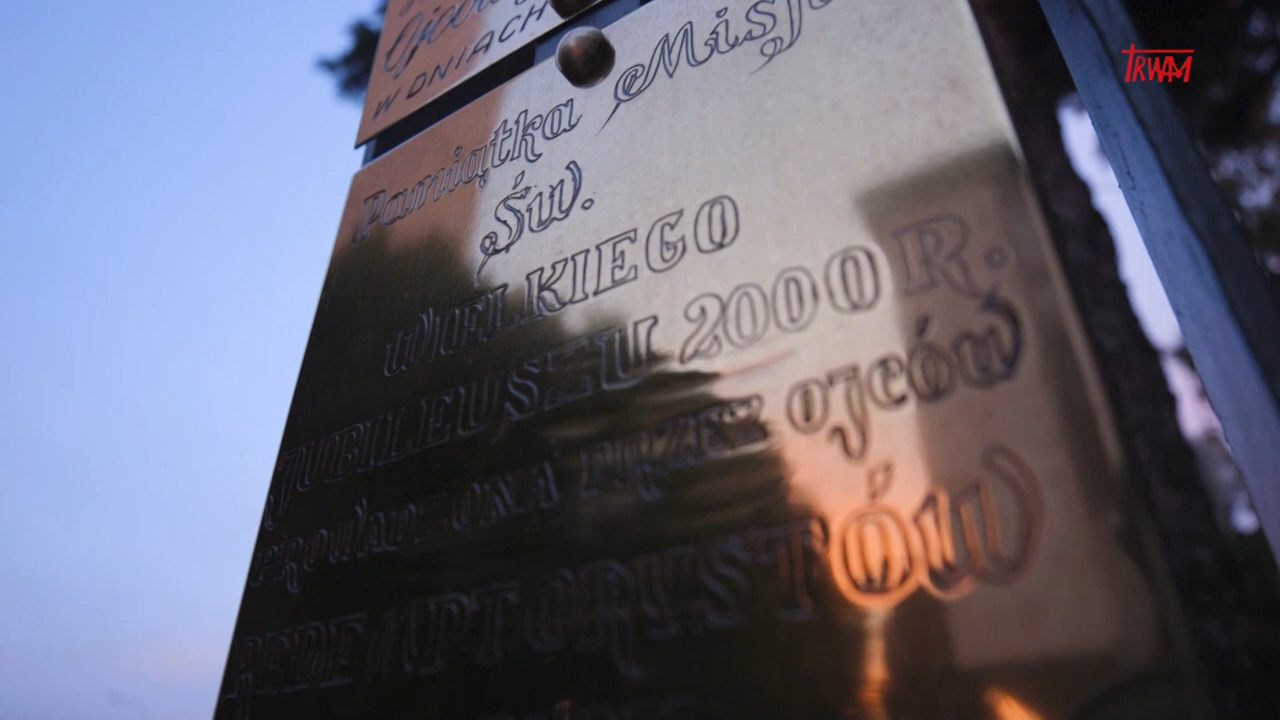 W DNIACH
TRWAM
Pamiątka Misji
Św.
WIELKIEGO
JUBILEUSZU 2000 R.
PROWADZONA PRZEZ OJCÓW
REDEMPTORYSTÓW